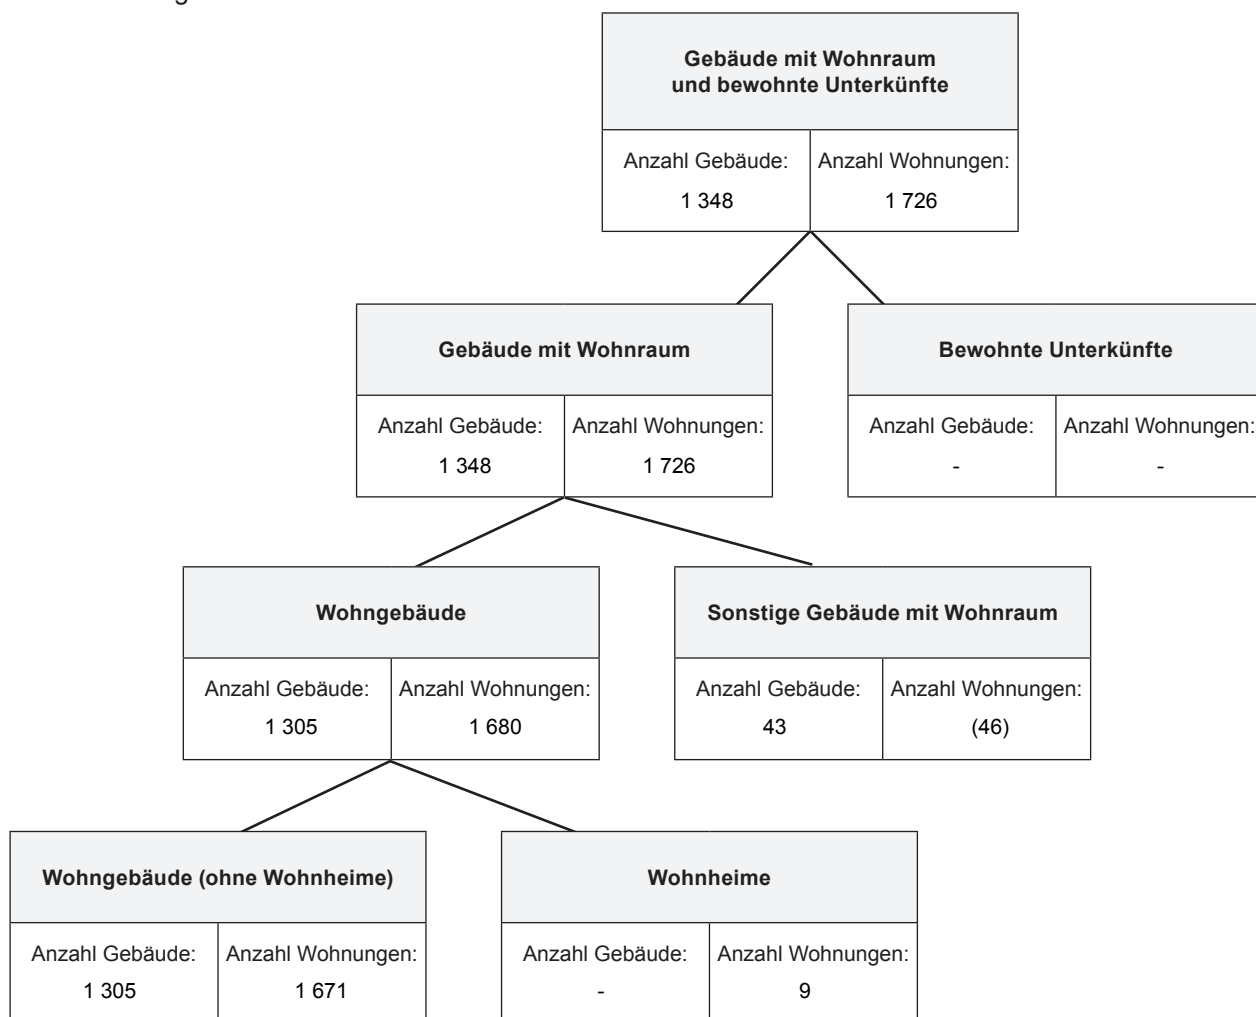 Gebäude mit Wohnraum
und bewohnte Unterkünfte
Anzahl Gebäude: Anzahl Wohnungen:
1 348 1 726
Gebäude mit Wohnraum Bewohnte Unterkünfte
Anzahl Gebäude: Anzahl Wohnungen: Anzahl Gebäude: Anzahl Wohnungen:
1 348 1 726 - -
Wohngebäude Sonstige Gebäude mit Wohnraum
Anzahl Gebäude: Anzahl Wohnungen: Anzahl Gebäude: Anzahl Wohnungen:
1 305 1 680 43 (46)
Wohngebäude (ohne Wohnheime) Wohnheime
Anzahl Gebäude: Anzahl Wohnungen: Anzahl Gebäude: Anzahl Wohnungen:
1 305 1 671 - 9